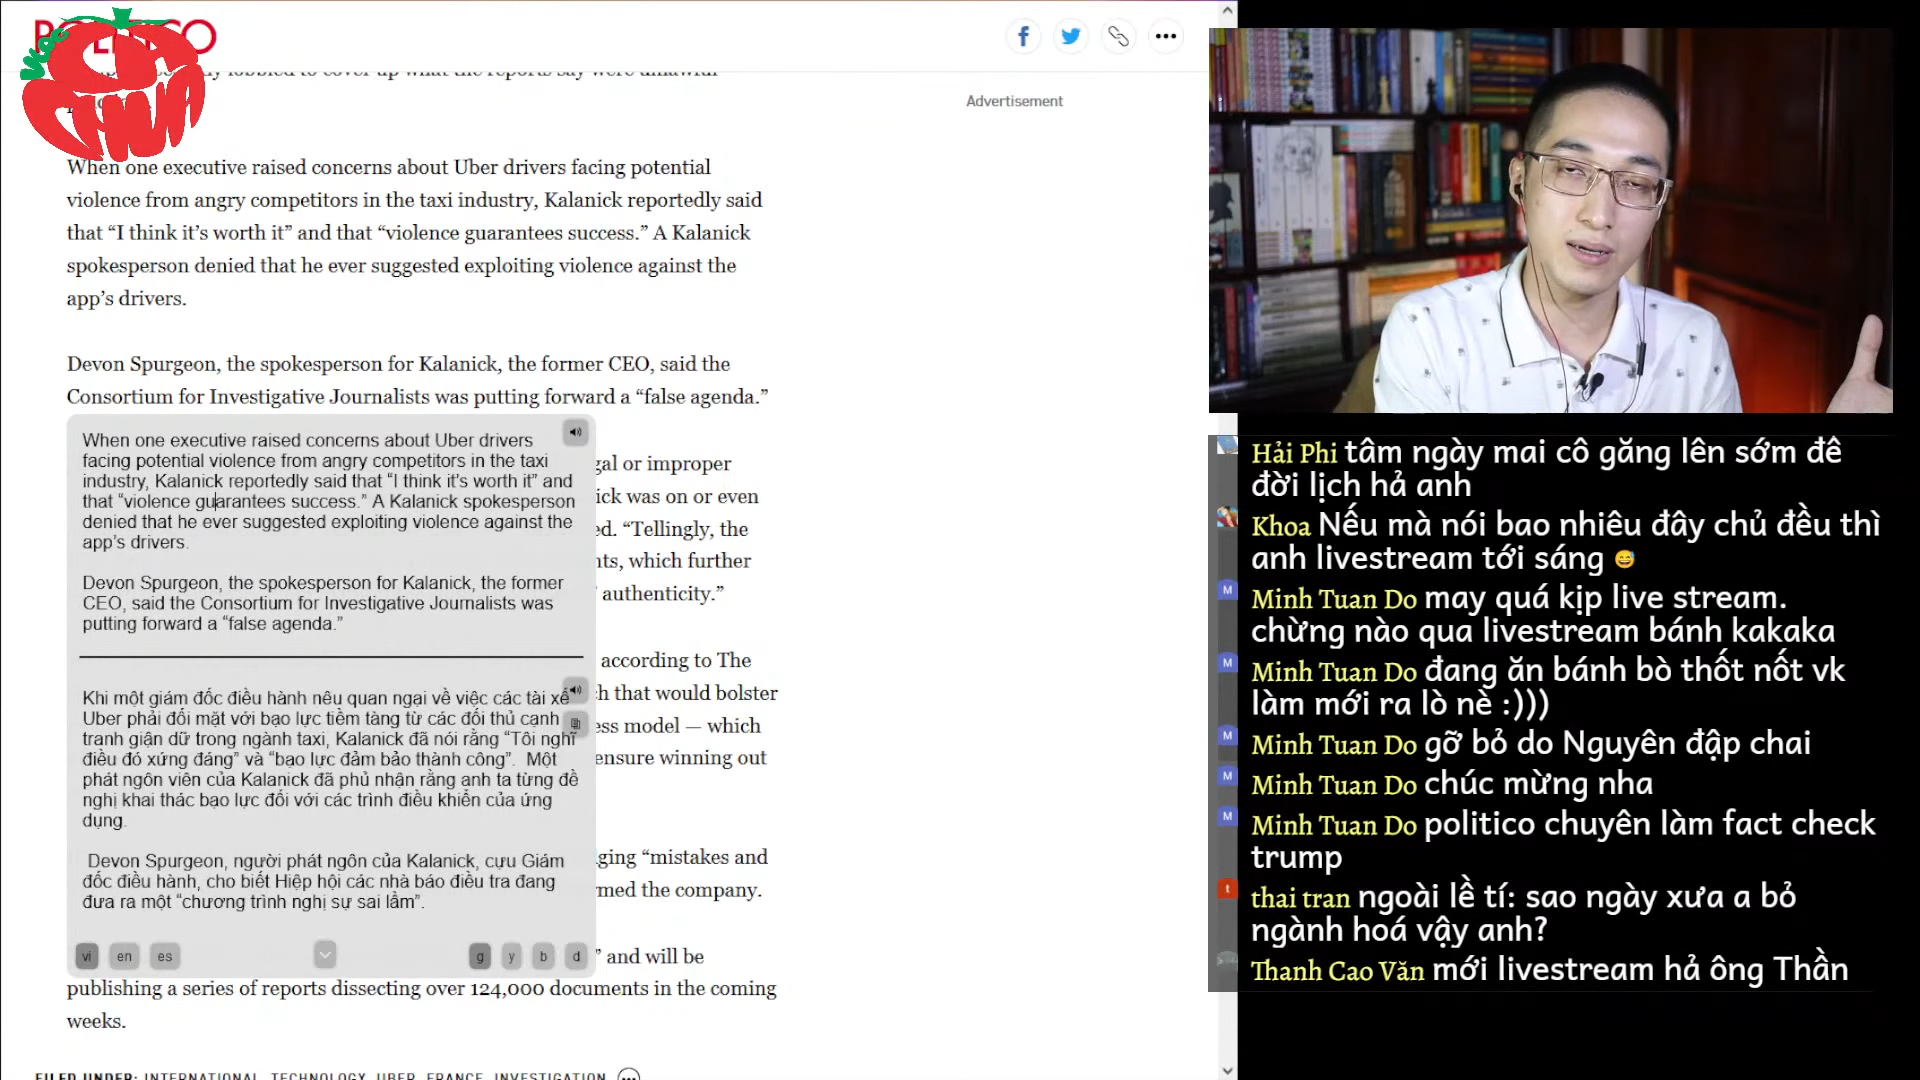 POLITICO
VIỆT
CÀ CHUA
Advertisement
When one executive raised concerns about Uber drivers facing potential
violence from angry competitors in the taxi industry, Kalanick reportedly said
that “I think it’s worth it” and that “violence guarantees success.” A Kalanick
spokesperson denied that he ever suggested exploiting violence against the
app’s drivers.
Devon Spurgeon, the spokesperson for Kalanick, the former CEO, said the
Consortium for Investigative Journalists was putting forward a “false agenda.”
When one executive raised concerns about Uber drivers
facing potential violence from angry competitors in the taxi
industry, Kalanick reportedly said that “I think it’s worth it” and
that “violence guarantees success.” A Kalanick spokesperson
denied that he ever suggested exploiting violence against the
app’s drivers.
Devon Spurgeon, the spokesperson for Kalanick, the former
CEO, said the Consortium for Investigative Journalists was
putting forward a “false agenda.”
Khi một giám đốc điều hành nêu quan ngại về việc các tài xế
Uber phải đối mặt với bạo lực tiềm tàng từ các đối thủ cạnh
tranh giận dữ trong ngành taxi, Kalanick đã nói rằng “Tôi nghĩ
điều đó xứng đáng” và “bạo lực đảm bảo thành công”. Một
phát ngôn viên của Kalanick đã phủ nhận rằng anh ta từng đề
nghị khai thác bạo lực đối với các trình điều khiển của ứng
dụng.
Devon Spurgeon, người phát ngôn của Kalanick, cựu Giám
đốc điều hành, cho biết Hiệp hội các nhà báo điều tra đang
đưa ra một “chương trình nghị sự sai lầm”.
vi en es g y b d
gal or improper
ick was on or even
ed. “Tellingly, the
nts, which further
authenticity.”
according to The
ch that would bolster
ess model — which
ensure winning out
ging “mistakes and
rmed the company.
” and will be
publishing a series of reports dissecting over 124,000 documents in the coming
weeks.
FILED UNDER: INTERNATIONAL, TECHNOLOGY, UBER, FRANCE, INVESTIGATION
Hải Phi tâm ngày mai cô găng lên sớm đê
đời lịch hả anh
Khoa Nếu mà nói bao nhiêu đây chủ đều thì
anh livestream tới sáng 😅
Minh Tuan Do may quá kịp live stream.
chừng nào qua livestream bánh kakaka
Minh Tuan Do đang ăn bánh bò thốt nốt vk
làm mới ra lò nè :)))
Minh Tuan Do gỡ bỏ do Nguyên đập chai
Minh Tuan Do chúc mừng nha
Minh Tuan Do politico chuyên làm fact check
trump
thai tran ngoài lề tí: sao ngày xưa a bỏ
ngành hoá vậy anh?
Thanh Cao Văn mới livestream hả ông Thần